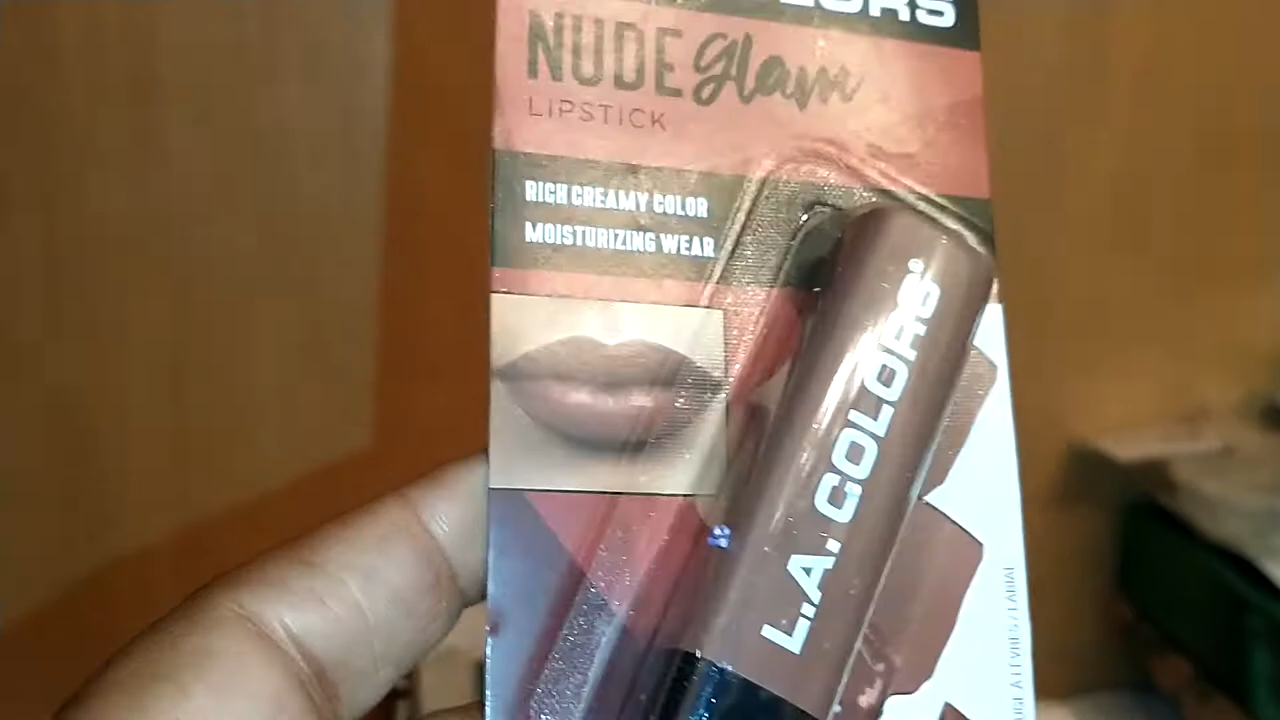 NUDE glam
LIPSTICK
RICH CREAMY COLOR
MOISTURIZING WEAR
L.A. COLORS®